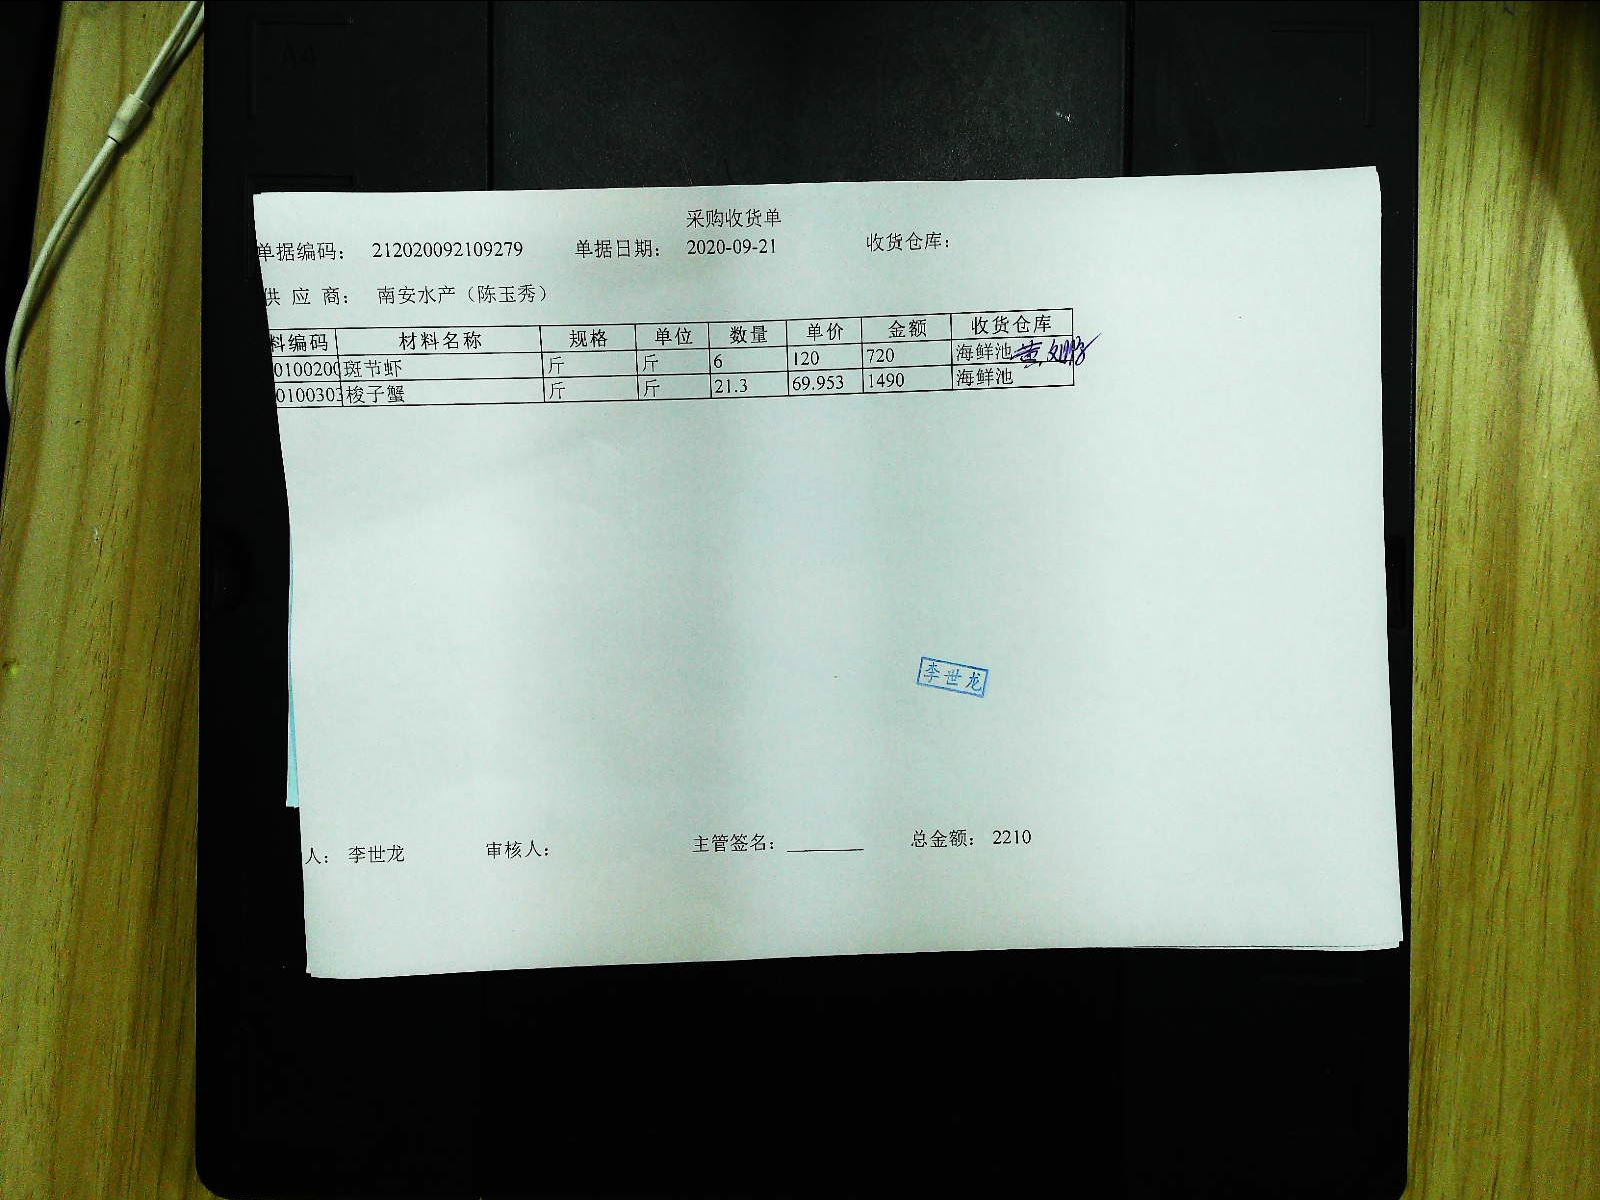 采购收货单
单据编码： 212020092109279 单据日期： 2020-09-21 收货仓库：
供 应 商： 南安水产（陈玉秀）
料编码 材料名称 规格 单位 数量 单价 金额 收货仓库
0100200 斑节虾 斤 斤 6 120 720 海鲜池
0100303 梭子蟹 斤 斤 21.3 69.953 1490 海鲜池
李世龙
人： 李世龙 审核人： 主管签名： 总金额： 2210